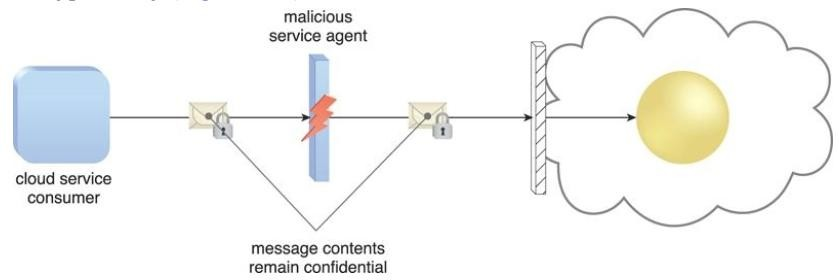 malicious
service agent
cloud service
consumer
message contents
remain confidential